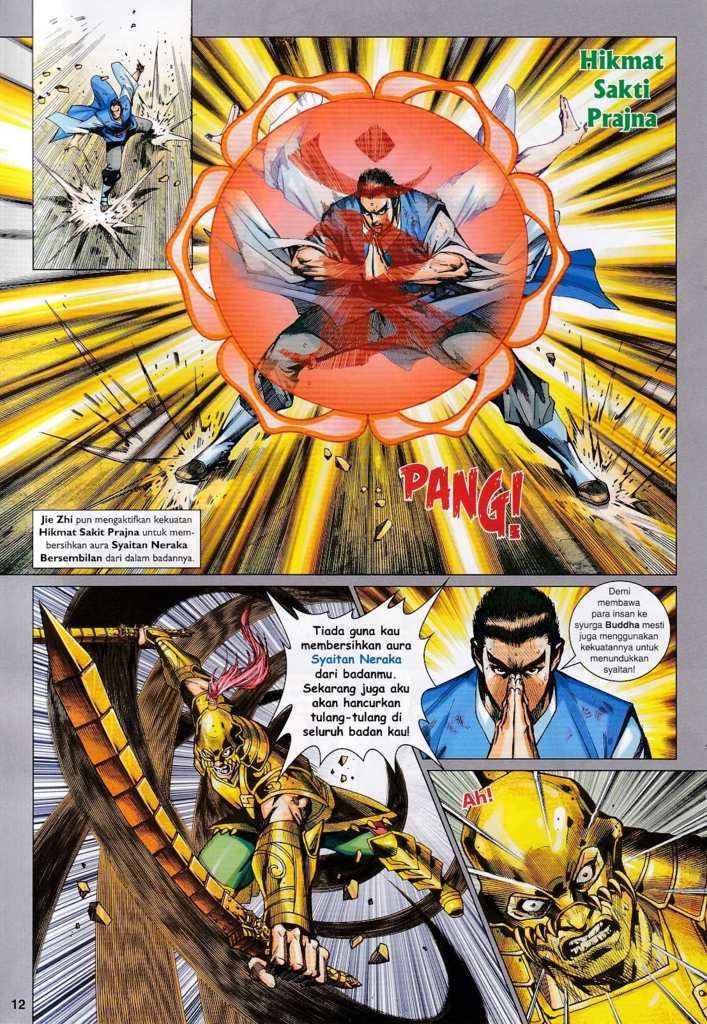 Hikmat
Sakti
Prajna
PANG!
Jie Zhi pun mengaktifkan kekuatan
Hikmat Sakit Prajna untuk mem-
bersihkan aura Syaitan Neraka
Bersembilan dari dalam badannya.
Tiada guna kau
membersihkan aura
Syaitan Neraka
dari badanmu.
Sekarang juga aku
akan hancurkan
tulang-tulang di
seluruh badan kau!
Demi
membawa
para insan ke
syurga Buddha mesti
juga menggunakan
kekuatannya untuk
menundukkan
syaitan!
Ah!
12